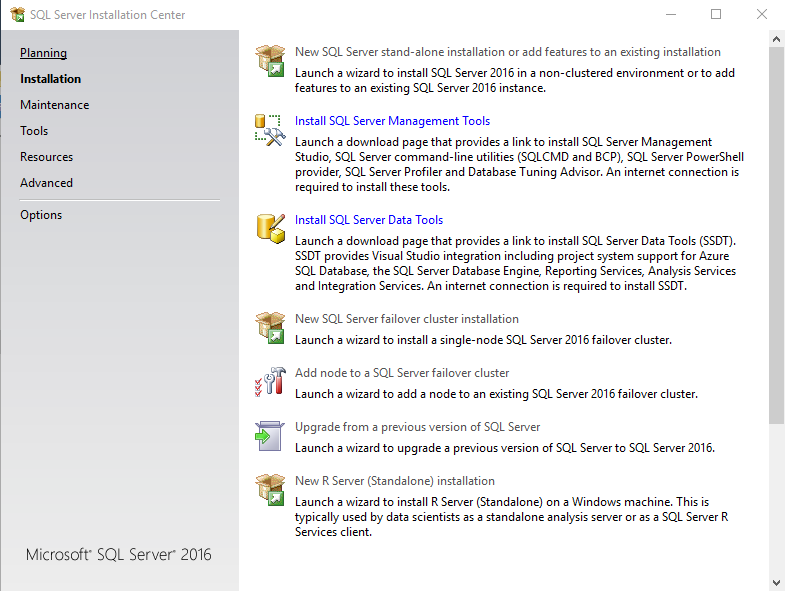 SQL Server Installation Center
Planning
Installation
Maintenance
Tools
Resources
Advanced
Options
Microsoft® SQL Server® 2016
New SQL Server stand-alone installation or add features to an existing installation
Launch a wizard to install SQL Server 2016 in a non-clustered environment or to add
features to an existing SQL Server 2016 instance.
Install SQL Server Management Tools
Launch a download page that provides a link to install SQL Server Management
Studio, SQL Server command-line utilities (SQLCMD and BCP), SQL Server PowerShell
provider, SQL Server Profiler and Database Tuning Advisor. An internet connection is
required to install these tools.
Install SQL Server Data Tools
Launch a download page that provides a link to install SQL Server Data Tools (SSDT).
SSDT provides Visual Studio integration including project system support for Azure
SQL Database, the SQL Server Database Engine, Reporting Services, Analysis Services
and Integration Services. An internet connection is required to install SSDT.
New SQL Server failover cluster installation
Launch a wizard to install a single-node SQL Server 2016 failover cluster.
Add node to a SQL Server failover cluster
Launch a wizard to add a node to an existing SQL Server 2016 failover cluster.
Upgrade from a previous version of SQL Server
Launch a wizard to upgrade a previous version of SQL Server to SQL Server 2016.
New R Server (Standalone) installation
Launch a wizard to install R Server (Standalone) on a Windows machine. This is
typically used by data scientists as a standalone analysis server or as a SQL Server R
Services client.